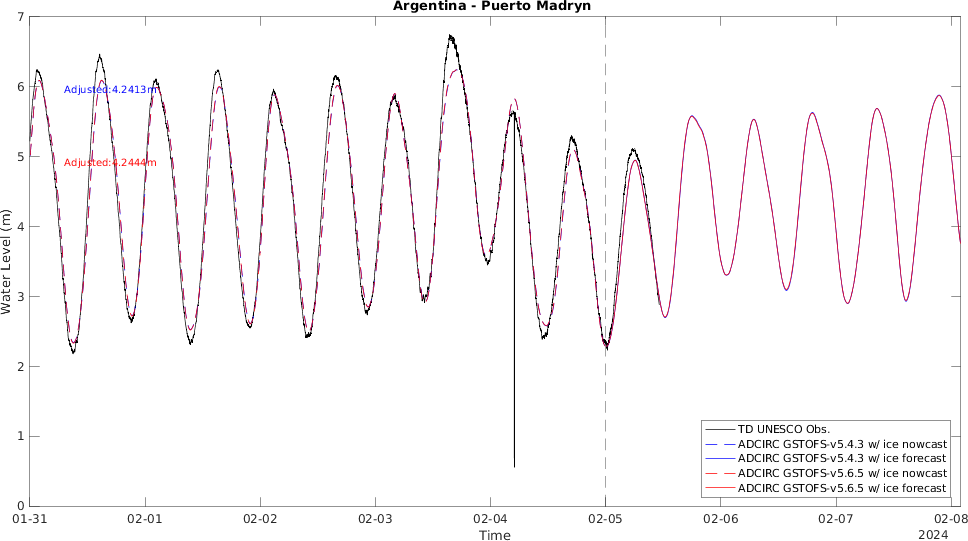 Argentina - Puerto Madryn
7
6
5
4
3
2
1
0
Water Level (m)
Adjusted:4.2413m
Adjusted:4.2444m
TD UNESCO Obs.
ADCIRC GSTOFS-v5.4.3 w/ ice nowcast
ADCIRC GSTOFS-v5.4.3 w/ ice forecast
ADCIRC GSTOFS-v5.6.5 w/ ice nowcast
ADCIRC GSTOFS-v5.6.5 w/ ice forecast
01-31 02-01 02-02 02-03 02-04 02-05 02-06 02-07 02-08
Time
2024